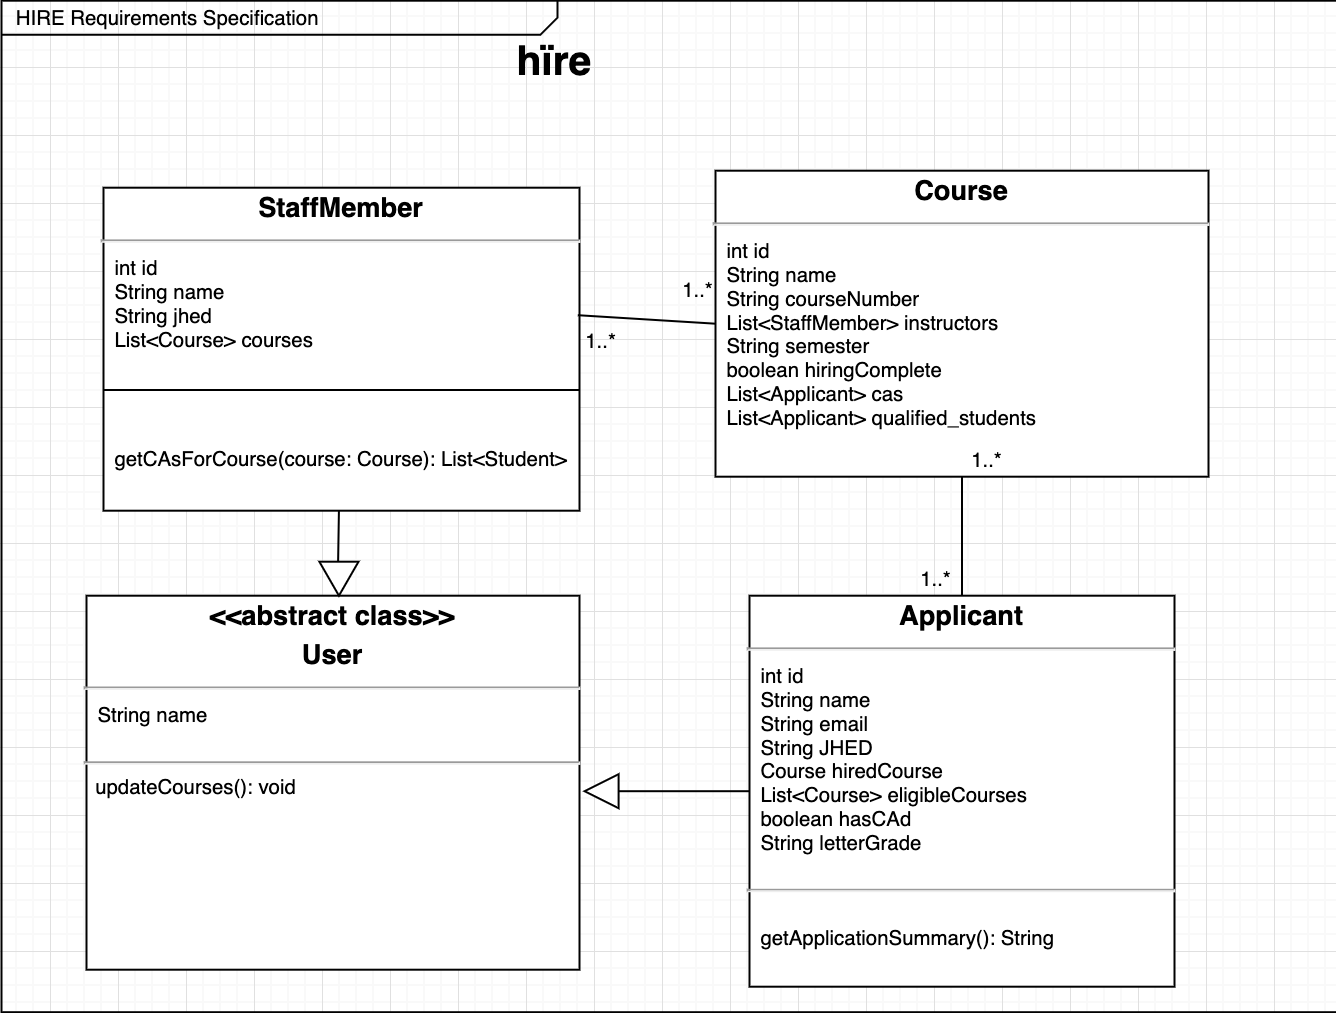 HIRE Requirements Specification
hïre
StaffMember
int id
String name
String jhed
List<Course> courses
getCAsForCourse(course: Course): List<Student>
1..*
1..*
Course
int id
String name
String courseNumber
List<StaffMember> instructors
String semester
boolean hiringComplete
List<Applicant> cas
List<Applicant> qualified_students
1..*
1..*
<<abstract class>>
User
String name
updateCourses(): void
Applicant
int id
String name
String email
String JHED
Course hiredCourse
List<Course> eligibleCourses
boolean hasCAd
String letterGrade
getApplicationSummary(): String